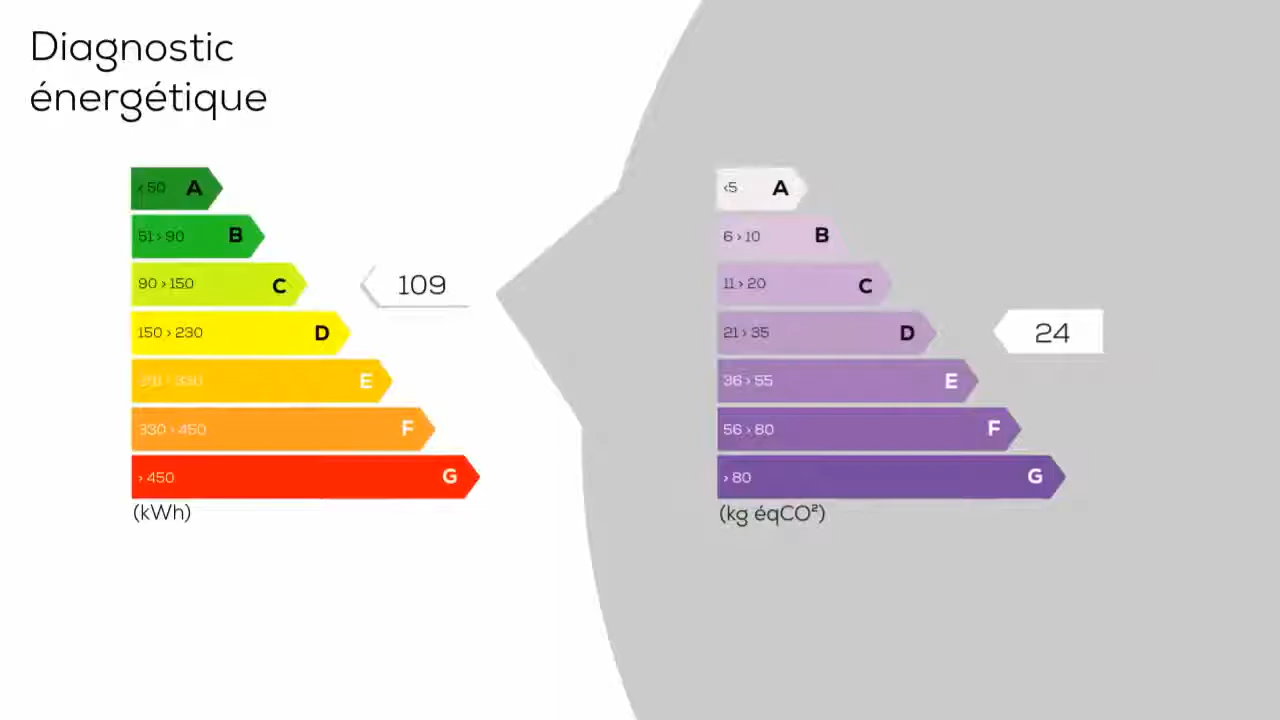 Diagnostic
énergétique
< 50 A
51 > 90 B
90 > 150 C
109
150 > 230 D
E
330 > 450 F
> 450 G
(kWh)
<5 A
6 > 10 B
11 > 20 C
21 > 35 D
24
36 > 55 E
56 > 80 F
> 80 G
(kg éqCO²)